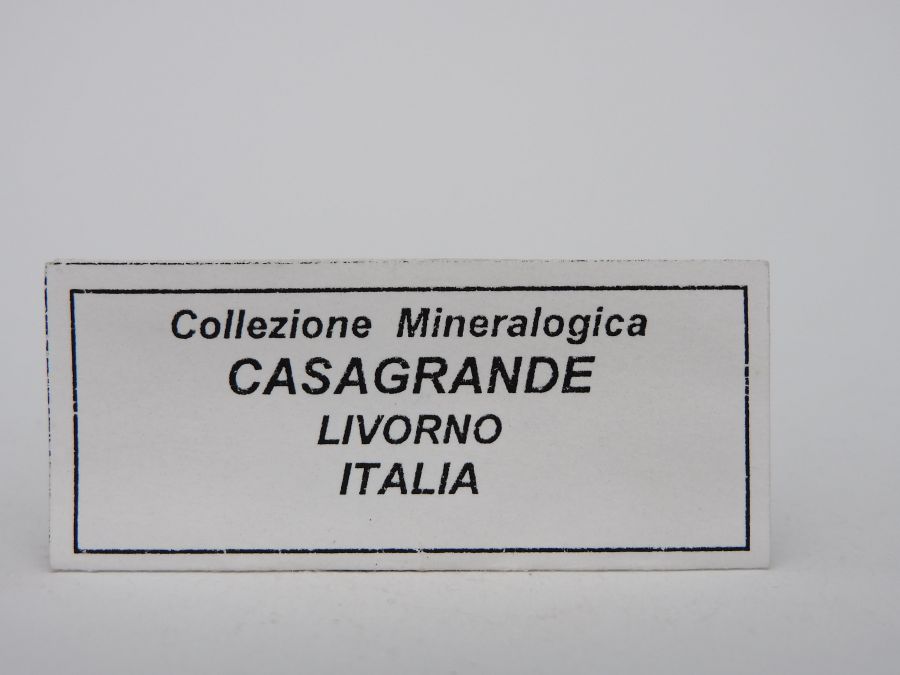 Collezione Mineralogica
CASAGRANDE
LIVORNO
ITALIA